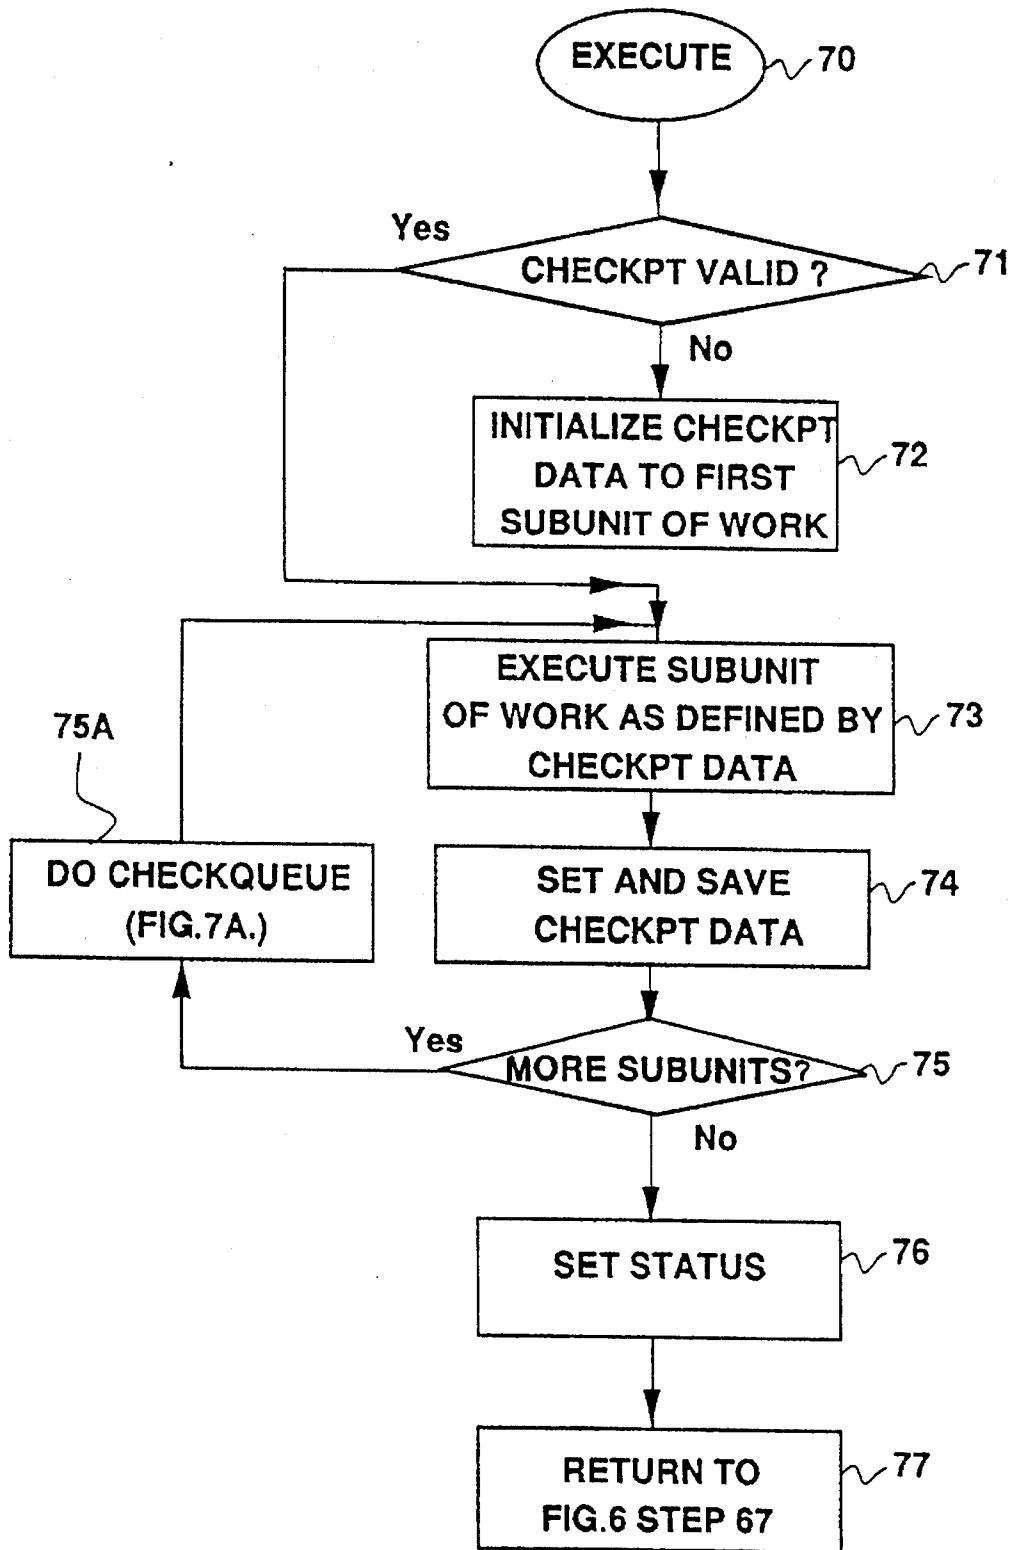 EXECUTE
70
Yes
CHECKPT VALID ?
71
No
INITIALIZE CHECKPT
DATA TO FIRST
SUBUNIT OF WORK
72
EXECUTE SUBUNIT
OF WORK AS DEFINED BY
CHECKPT DATA
73
75A
DO CHECKQUEUE
(FIG.7A.)
SET AND SAVE
CHECKPT DATA
74
Yes
MORE SUBUNITS?
75
No
SET STATUS
76
RETURN TO
FIG.6 STEP 67
77